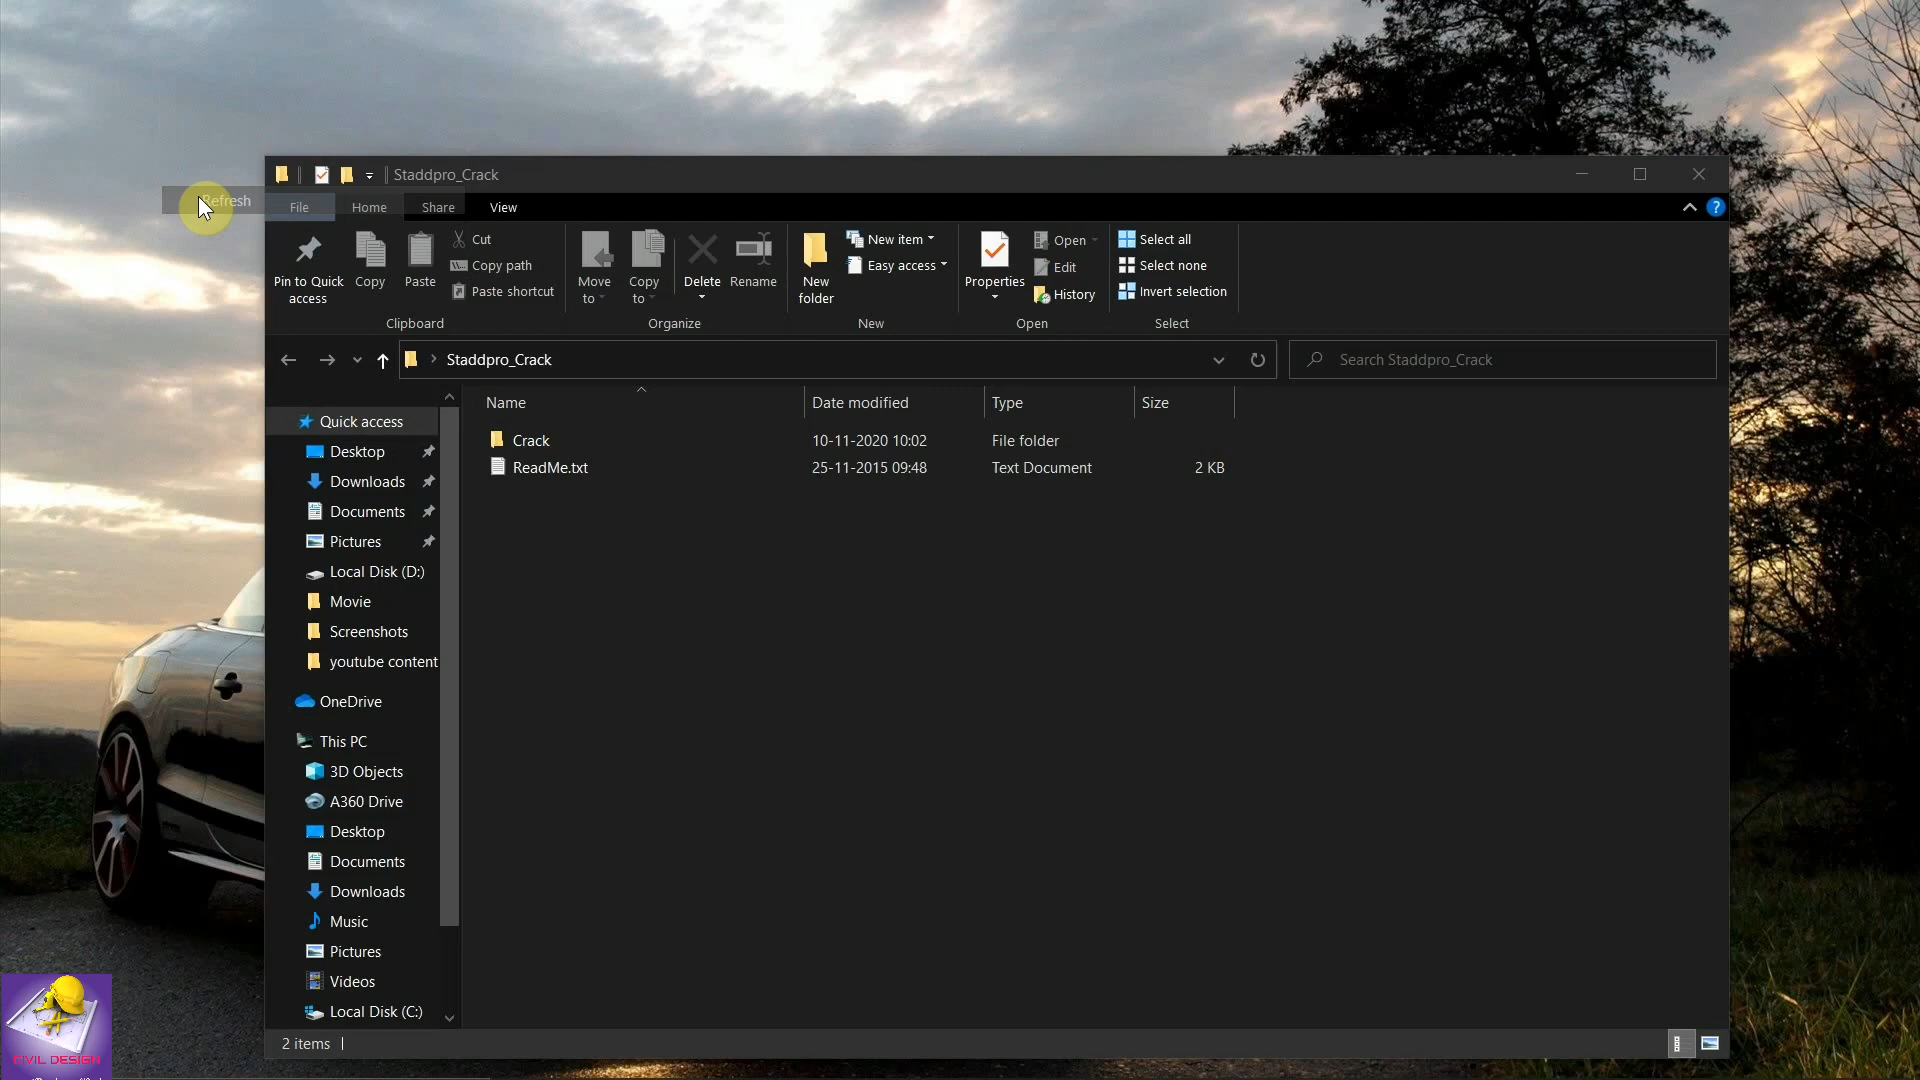 Staddpro_Crack
Refresh
File Home Share View
Pin to Quick access
Copy
Paste
Cut
Copy path
Paste shortcut
Clipboard
Move to
Copy to
Delete
Rename
Organize
New folder
New item
Easy access
New
Properties
Open
Edit
History
Open
Select all
Select none
Invert selection
Select
Staddpro_Crack
Search Staddpro_Crack
Name Date modified Type Size
Crack 10-11-2020 10:02 File folder
ReadMe.txt 25-11-2015 09:48 Text Document 2 KB
Quick access
Desktop
Downloads
Documents
Pictures
Local Disk (D:)
Movie
Screenshots
youtube content
OneDrive
This PC
3D Objects
A360 Drive
Desktop
Documents
Downloads
Music
Pictures
Videos
Local Disk (C:)
2 items
CIVIL DESIGN